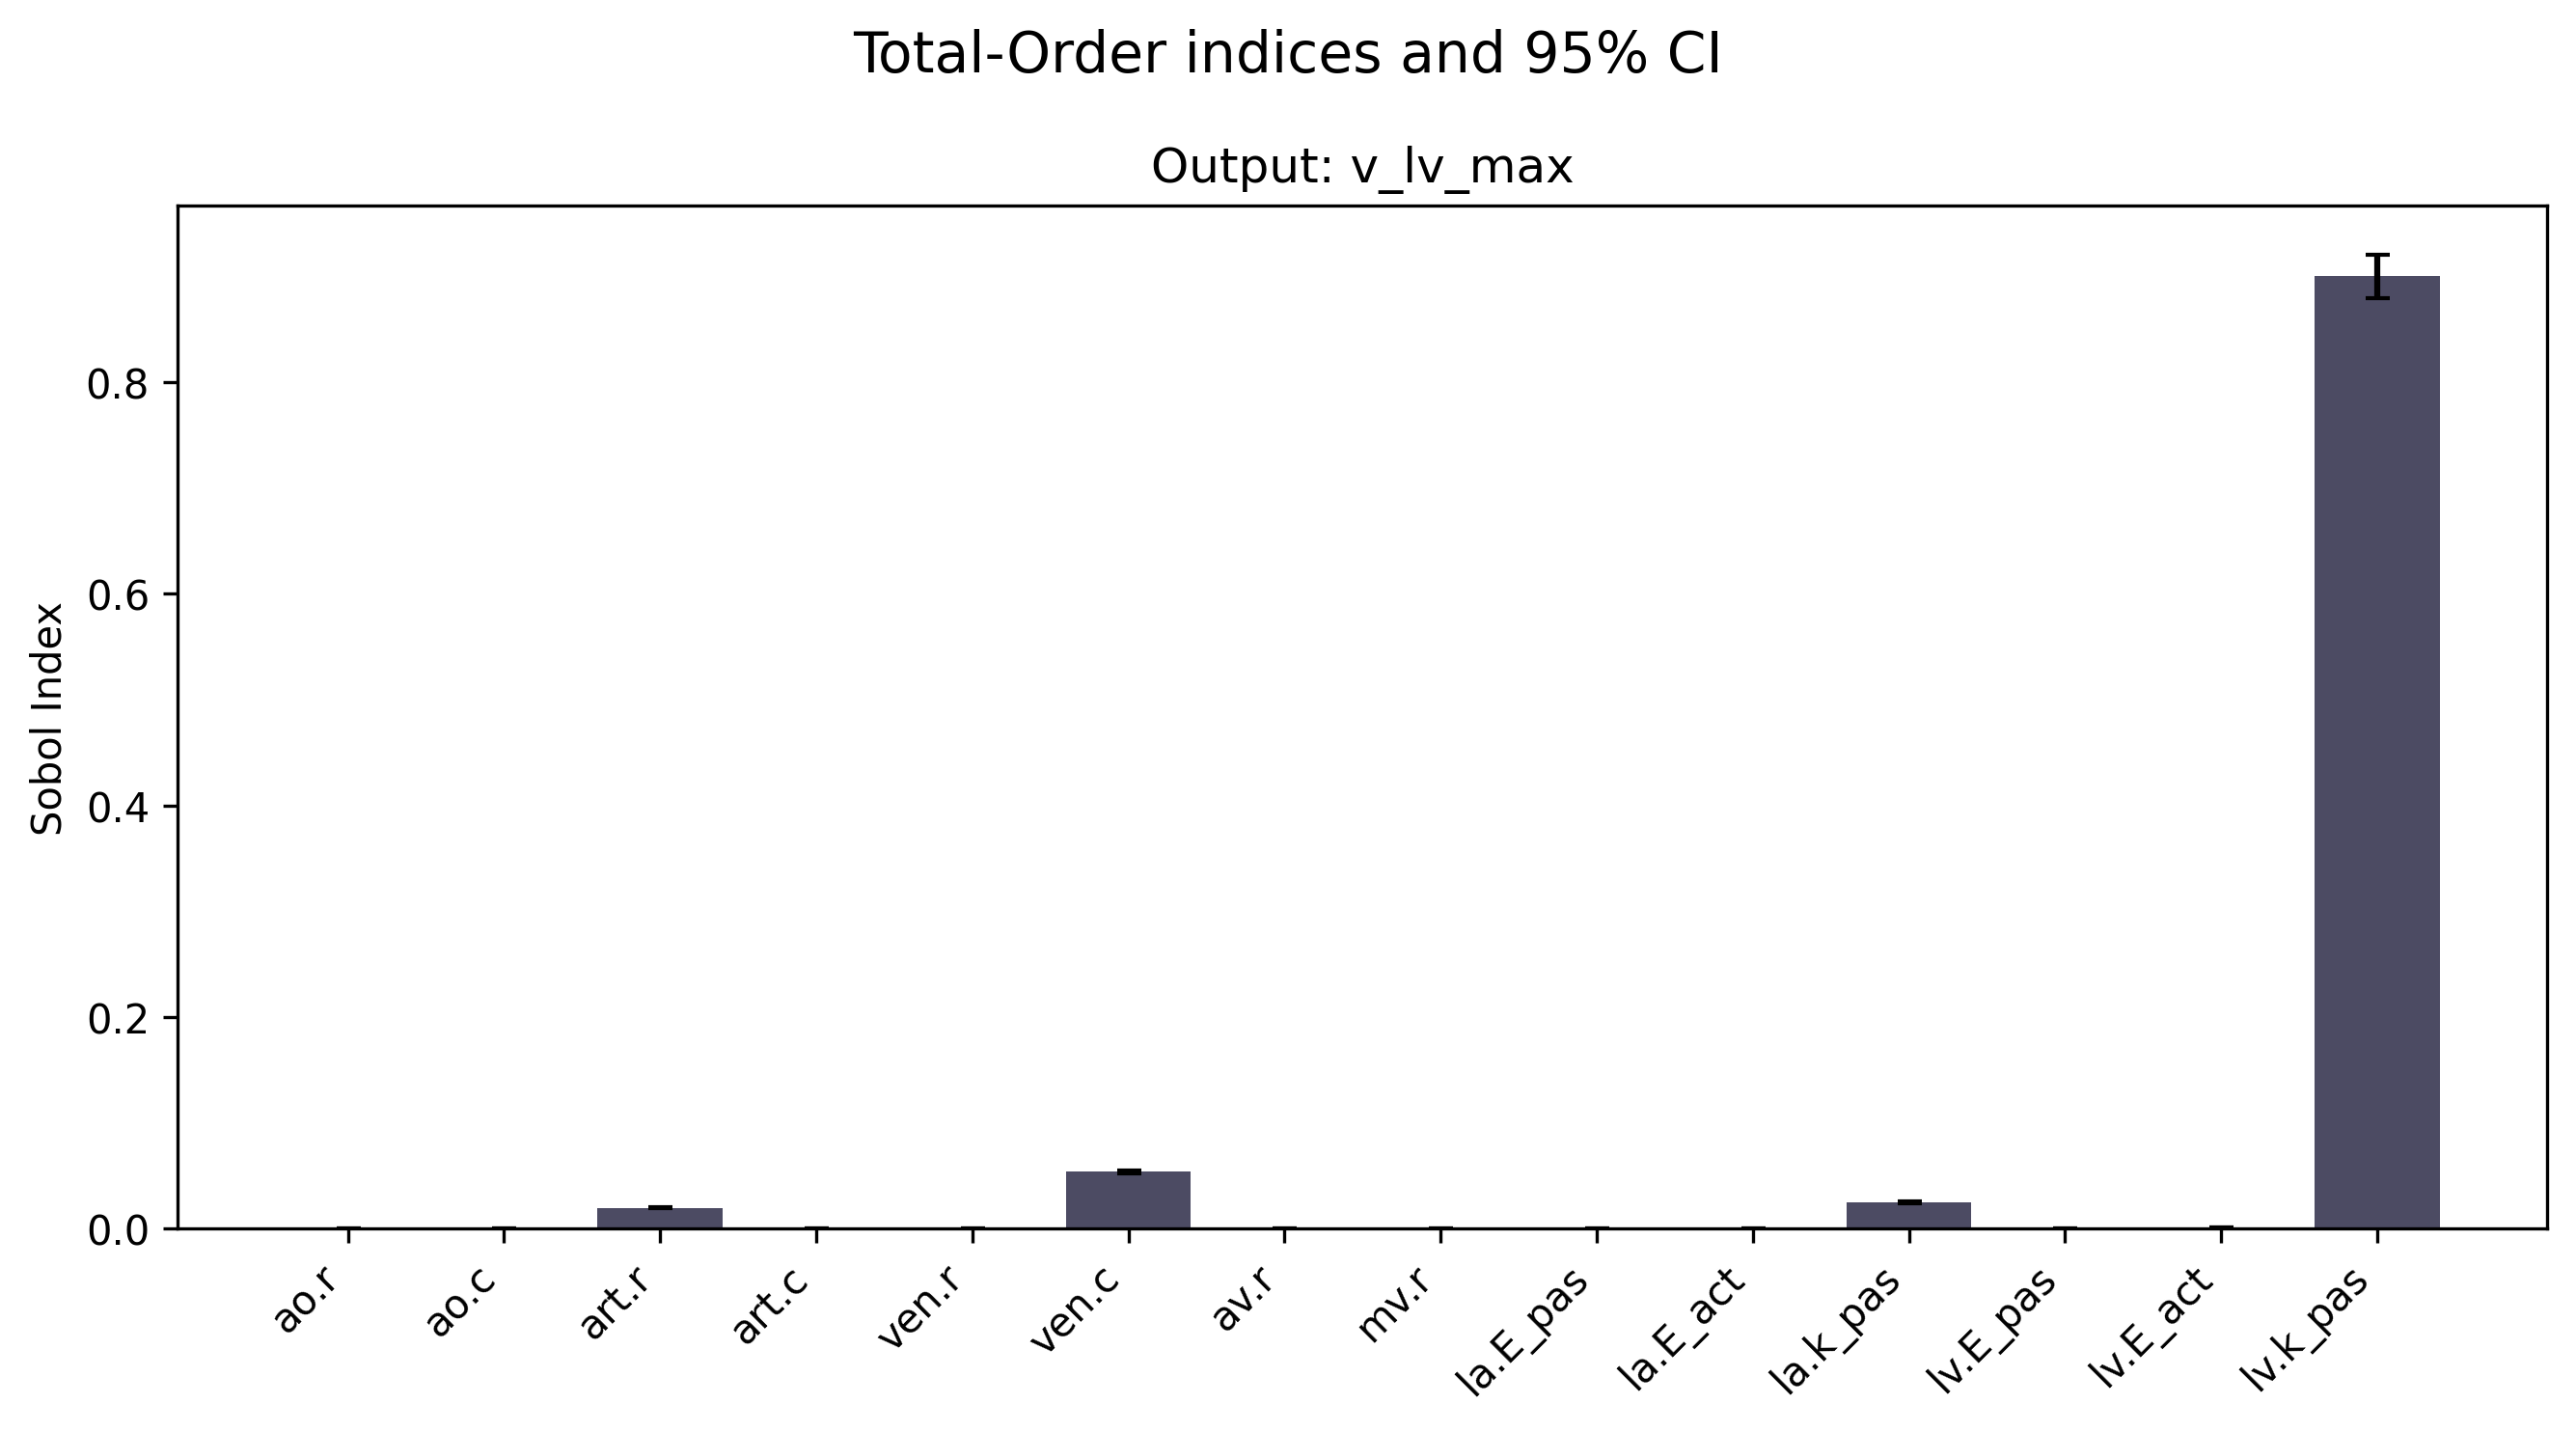 Total-Order indices and 95% CI
Output: v_lv_max
Sobol Index
0.8
0.6
0.4
0.2
0.0
ao.r
ao.c
art.r
art.c
ven.r
ven.c
av.r
mv.r
la.E_pas
la.E_act
la.k_pas
lv.E_pas
lv.E_act
lv.k_pas